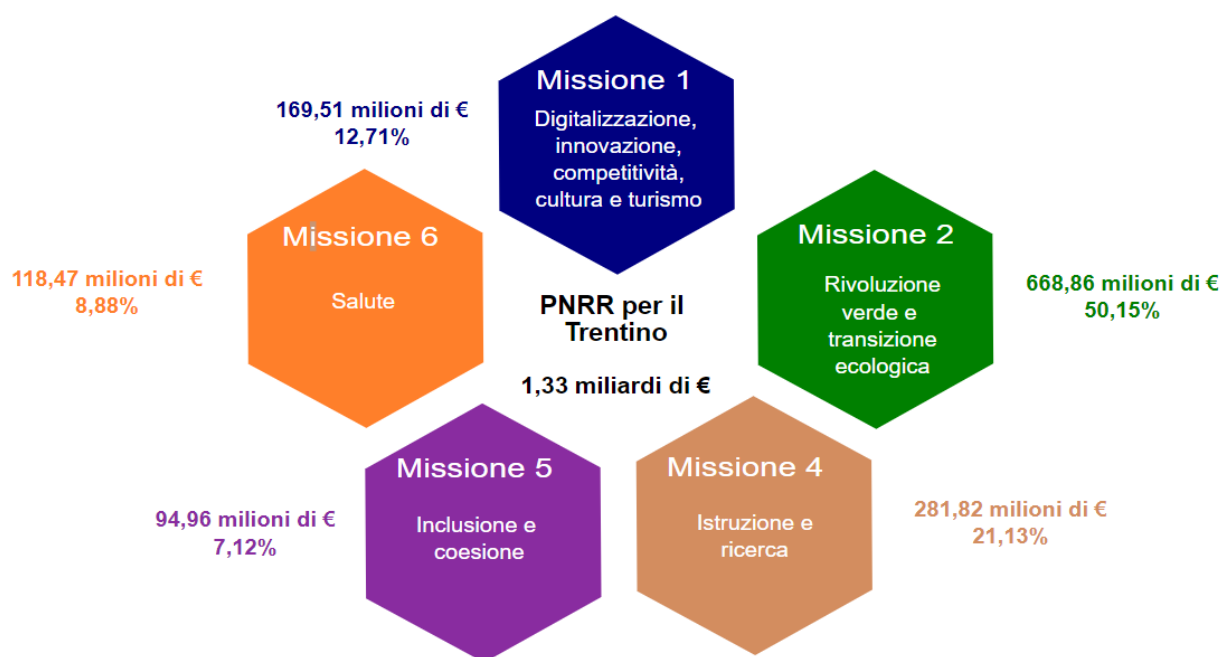 Missione 1
Digitalizzazione,
innovazione,
competitività,
cultura e turismo
169,51 milioni di €
12,71%
Missione 2
Rivoluzione
verde e
transizione
ecologica
668,86 milioni di €
50,15%
Missione 4
Istruzione e
ricerca
281,82 milioni di €
21,13%
Missione 5
Inclusione e
coesione
94,96 milioni di €
7,12%
Missione 6
Salute
118,47 milioni di €
8,88%
PNRR per il
Trentino
1,33 miliardi di €